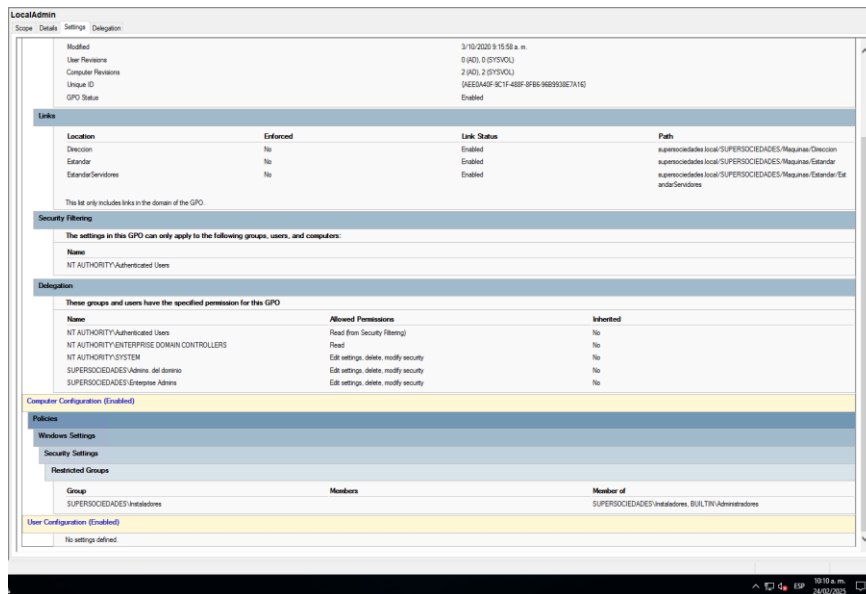 LocalAdmin
Scope Details Settings Delegation
Modified 3/10/2020 9:15:58 a. m.
User Revisions 0 (AD), 0 (SYSVOL)
Computer Revisions 2 (AD), 2 (SYSVOL)
Unique ID {AEE0A40F-9C1F-488F-8FB6-96B9938E7A16}
GPO Status Enabled
Links
Location Enforced Link Status Path
Direccion No Enabled supersociedades.local/SUPERSOCIEDADES/Maquinas/Direccion
Estandar No Enabled supersociedades.local/SUPERSOCIEDADES/Maquinas/Estandar
EstandarServidores No Enabled supersociedades.local/SUPERSOCIEDADES/Maquinas/Estandar/Est
andarServidores
This list only includes links in the domain of the GPO.
Security Filtering
The settings in this GPO can only apply to the following groups, users, and computers:
Name
NT AUTHORITY\Authenticated Users
Delegation
These groups and users have the specified permission for this GPO
Name Allowed Permissions Inherited
NT AUTHORITY\Authenticated Users Read (from Security Filtering) No
NT AUTHORITY\ENTERPRISE DOMAIN CONTROLLERS Read No
NT AUTHORITY\SYSTEM Edit settings, delete, modify security No
SUPERSOCIEDADES\Admins. del dominio Edit settings, delete, modify security No
SUPERSOCIEDADES\Enterprise Admins Edit settings, delete, modify security No
Computer Configuration (Enabled)
Policies
Windows Settings
Security Settings
Restricted Groups
Group Members Member of
SUPERSOCIEDADES\Instaladores SUPERSOCIEDADES\Instaladores, BUILTIN\Administradores
User Configuration (Enabled)
No settings defined.
ESP 10:10 a. m.
24/02/2025